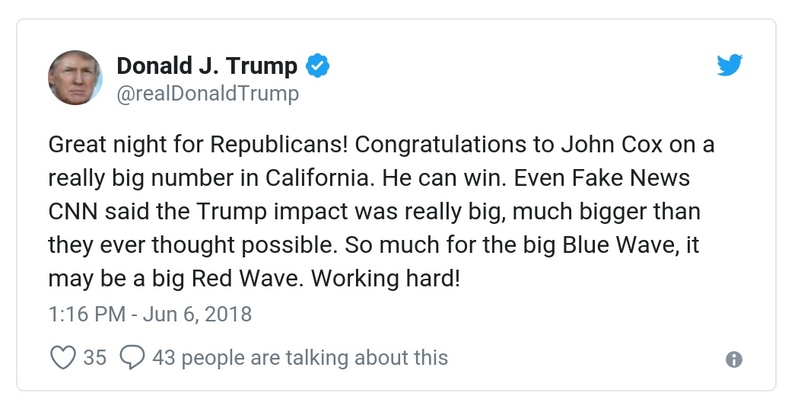 Donald J. Trump
@realDonaldTrump
Great night for Republicans! Congratulations to John Cox on a
really big number in California. He can win. Even Fake News
CNN said the Trump impact was really big, much bigger than
they ever thought possible. So much for the big Blue Wave, it
may be a big Red Wave. Working hard!
1:16 PM - Jun 6, 2018
35 43 people are talking about this